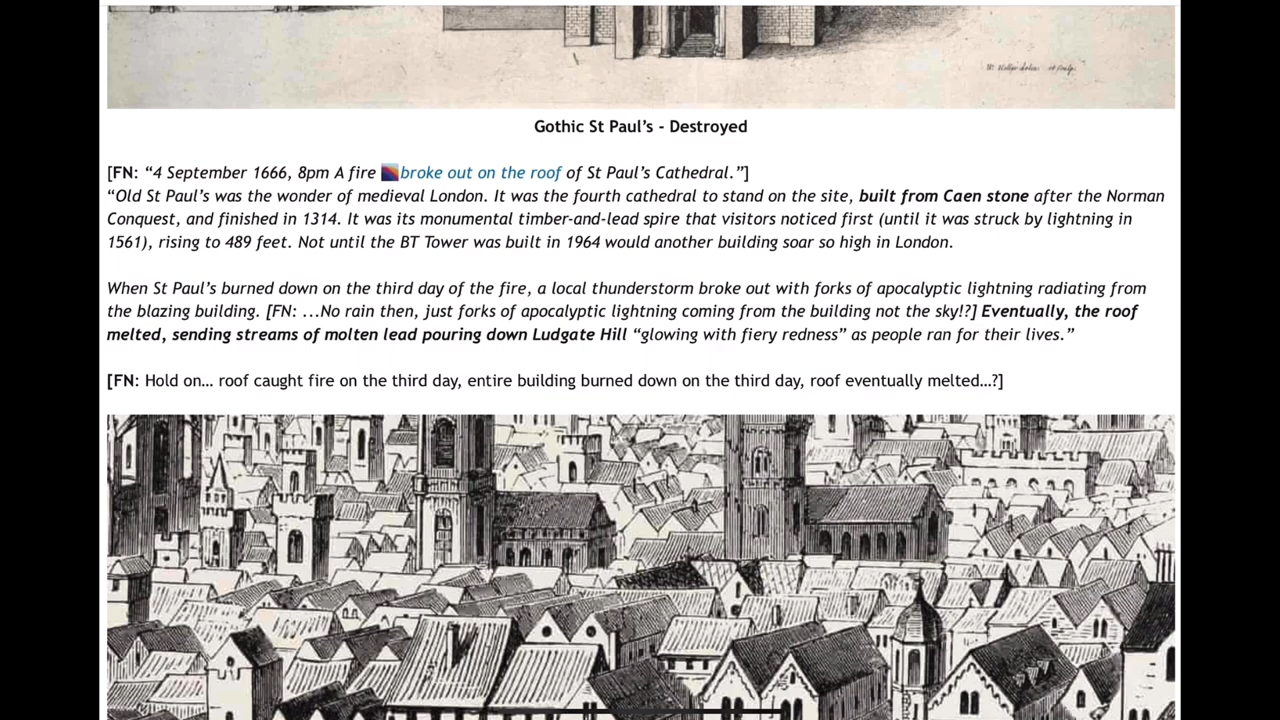 Gothic St Paul's - Destroyed
[FN: “4 September 1666, 8pm A fire broke out on the roof of St Paul’s Cathedral.”]
“Old St Paul’s was the wonder of medieval London. It was the fourth cathedral to stand on the site, built from Caen stone after the Norman
Conquest, and finished in 1314. It was its monumental timber-and-lead spire that visitors noticed first (until it was struck by lightning in
1561), rising to 489 feet. Not until the BT Tower was built in 1964 would another building soar so high in London.
When St Paul’s burned down on the third day of the fire, a local thunderstorm broke out with forks of apocalyptic lightning radiating from
the blazing building. [FN: ...No rain then, just forks of apocalyptic lightning coming from the building not the sky!?] Eventually, the roof
melted, sending streams of molten lead pouring down Ludgate Hill “glowing with fiery redness” as people ran for their lives.”
[FN: Hold on… roof caught fire on the third day, entire building burned down on the third day, roof eventually melted…?]